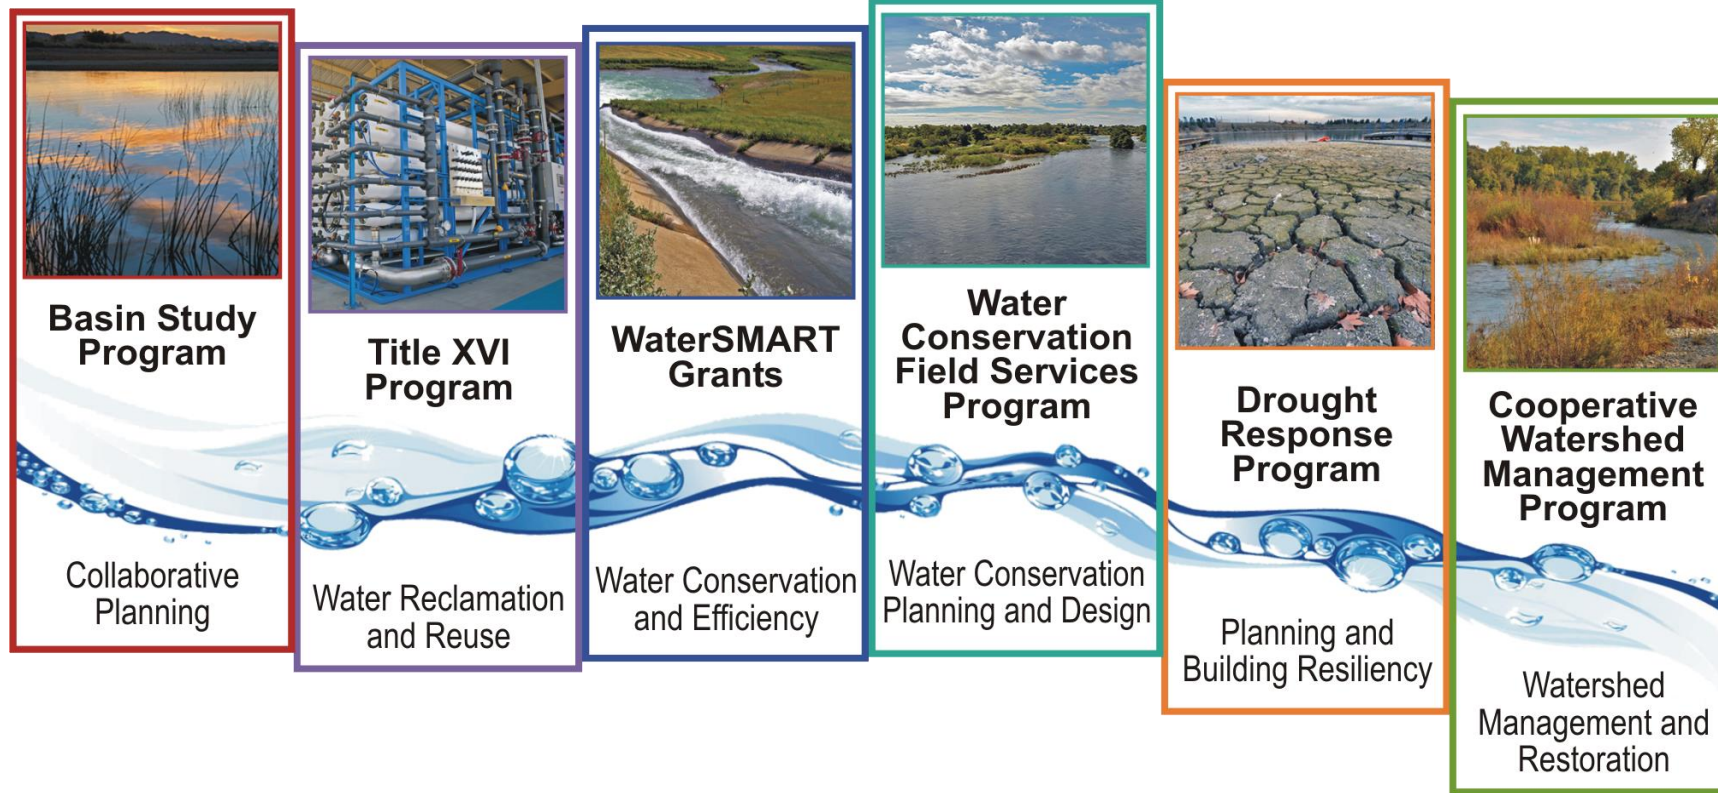 Basin Study
Program
Collaborative
Planning
Title XVI
Program
Water Reclamation
and Reuse
WaterSMART
Grants
Water Conservation
and Efficiency
Water
Conservation
Field Services
Program
Water Conservation
Planning and Design
Drought
Response
Program
Planning and
Building Resiliency
Cooperative
Watershed
Management
Program
Watershed
Management and
Restoration